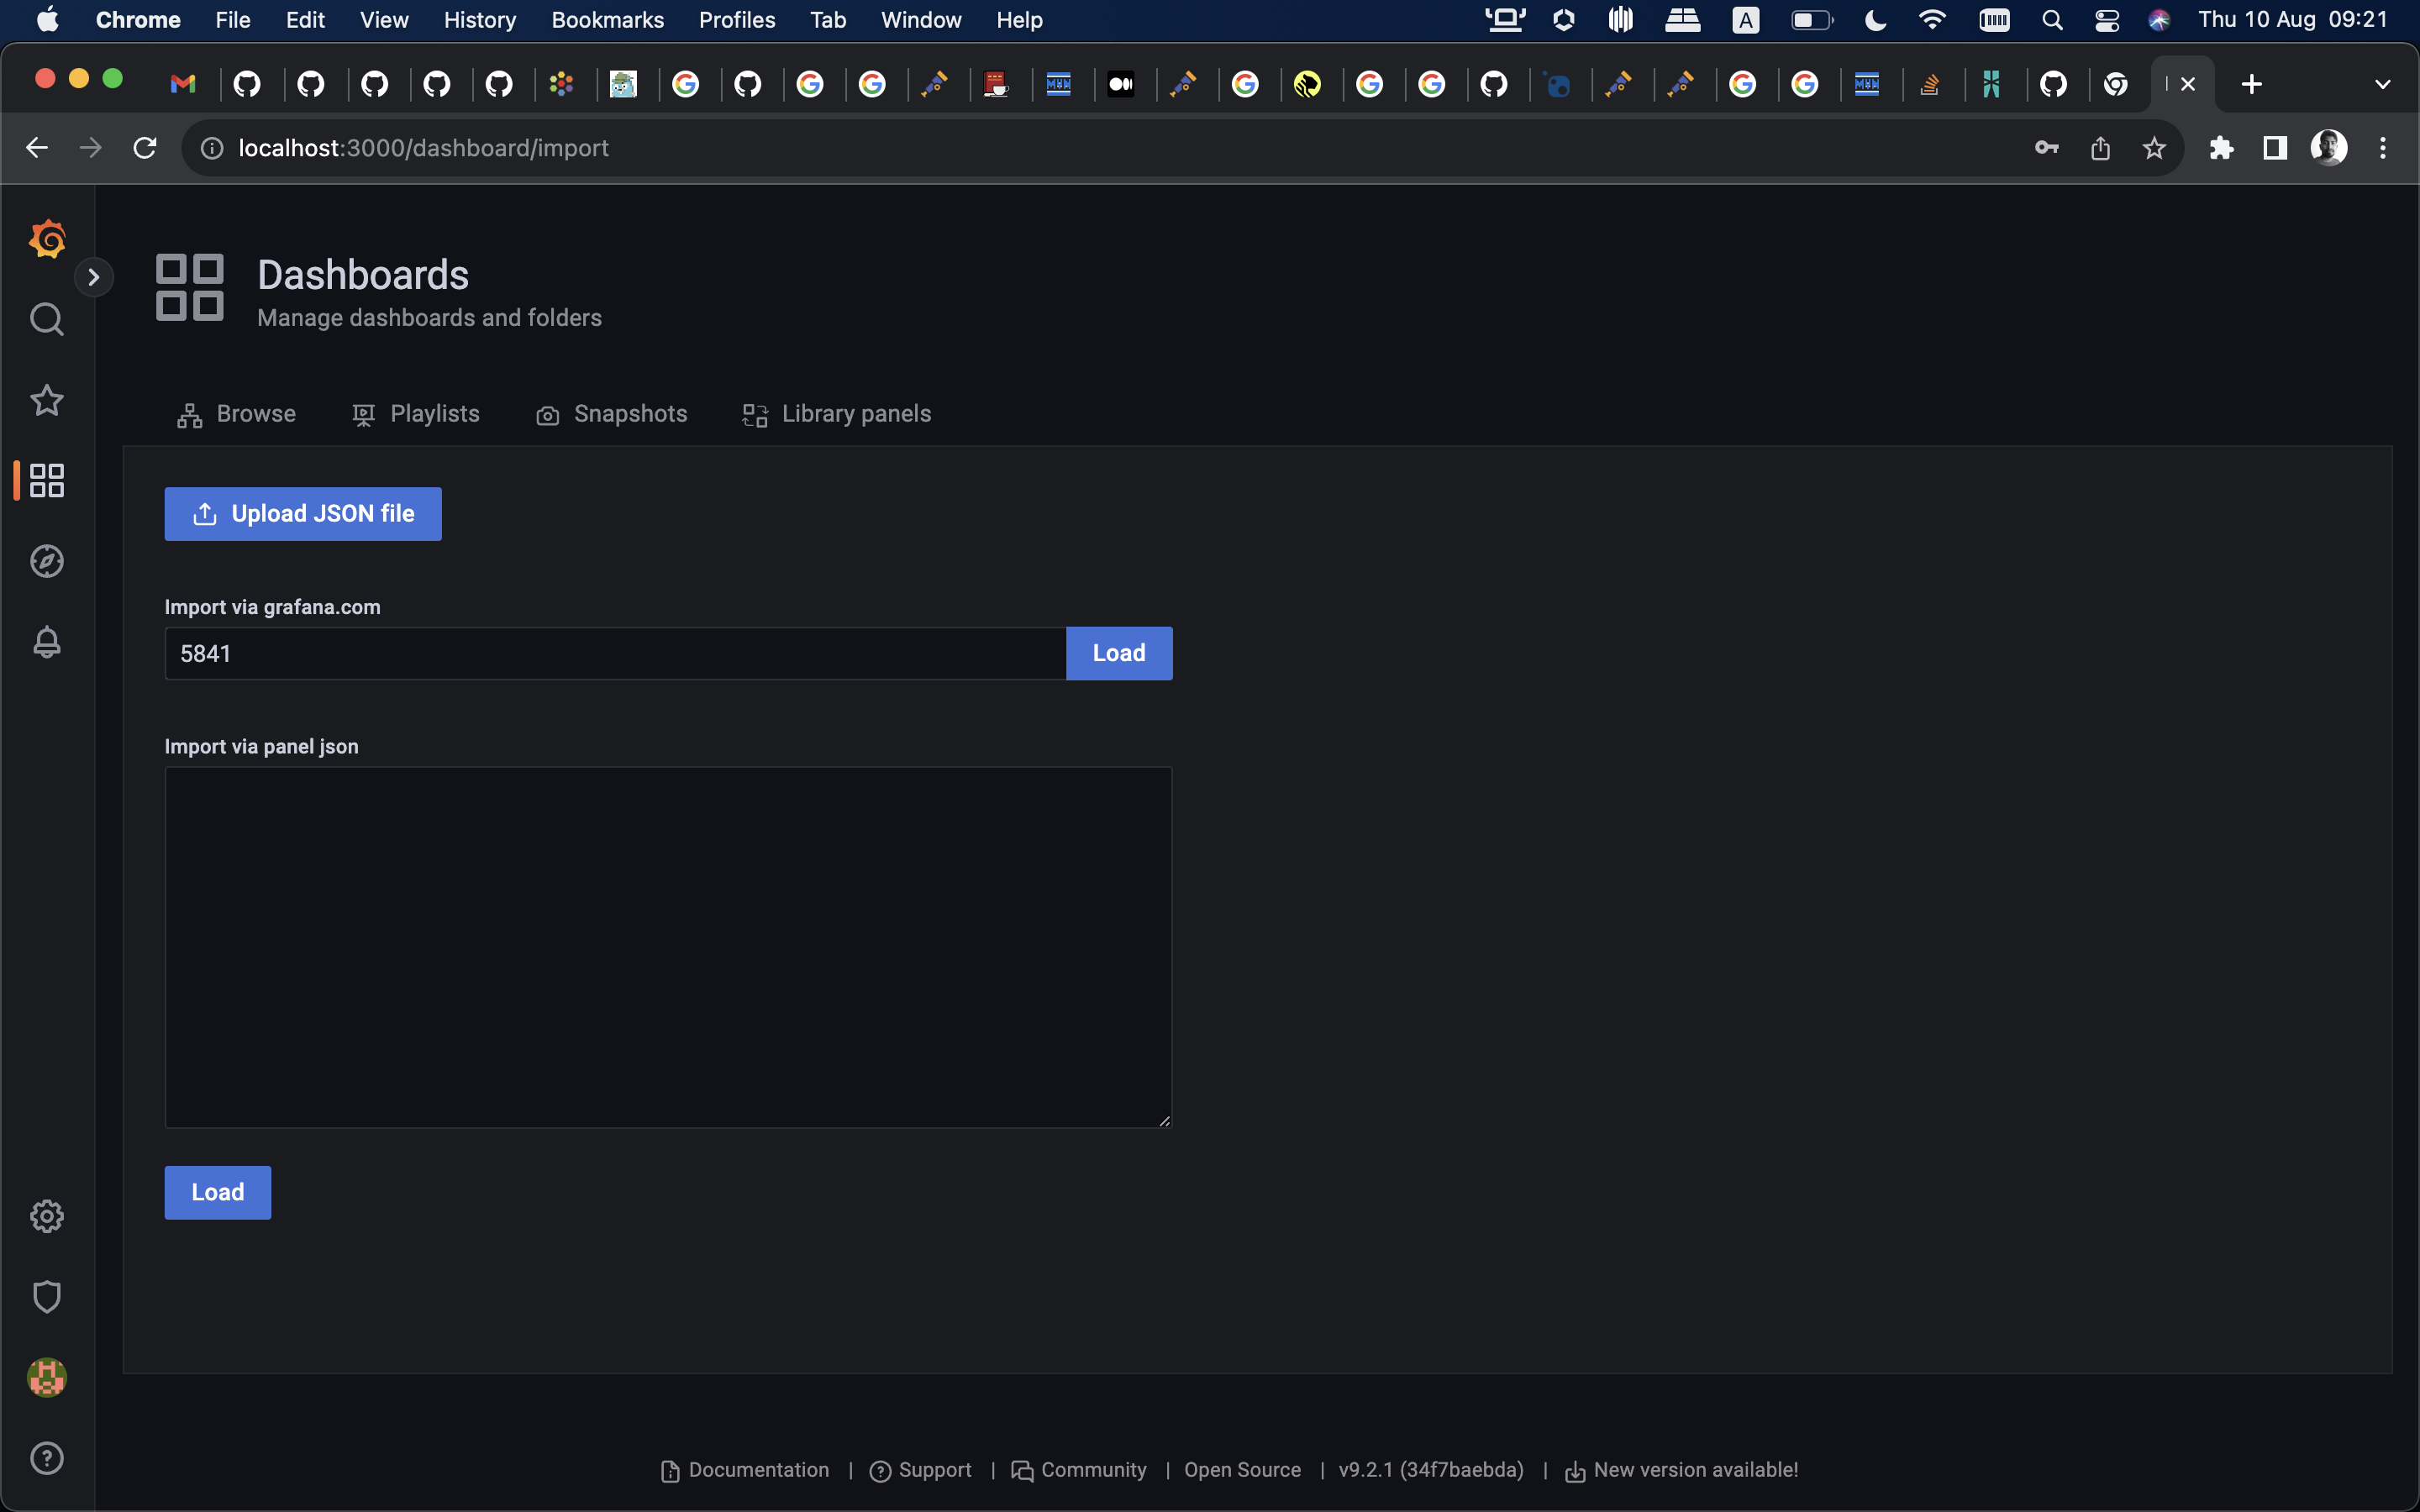 Chrome File Edit View History Bookmarks Profiles Tab Window Help A Thu 10 Aug 09:21
localhost:3000/dashboard/import
Dashboards
Manage dashboards and folders
Browse Playlists Snapshots Library panels
Upload JSON file
Import via grafana.com
5841 Load
Import via panel json
Load
Documentation | Support | Community | Open Source | v9.2.1 (34f7baebda) | New version available!